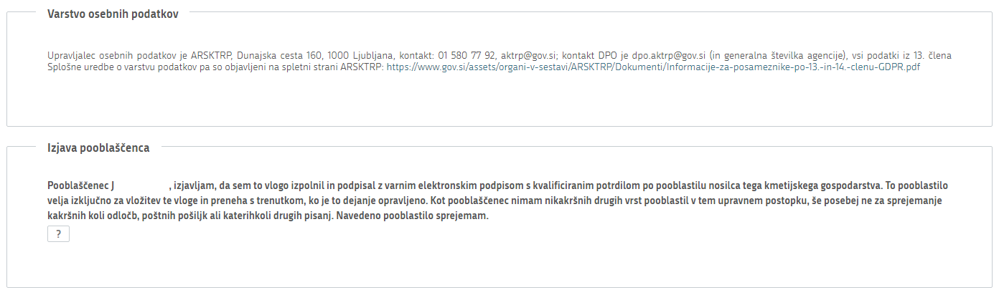 Varstvo osebnih podatkov
Upravljalec osebnih podatkov je ARSKTRP, Dunajska cesta 160, 1000 Ljubljana, kontakt: 01 580 77 92, aktrp@gov.si; kontakt DPO je dpo.aktrp@gov.si (in generalna številka agencije), vsi podatki iz 13. člena
Splošne uredbe o varstvu podatkov pa so objavljeni na spletni strani ARSKTRP: https://www.gov.si/assets/organi-v-sestavi/ARSKTRP/Dokumenti/Informacije-za-posameznike-po-13.-in-14.-clenu-GDPR.pdf
Izjava pooblaščenca
Pooblaščenec J , izjavljam, da sem to vlogo izpolnil in podpisal z varnim elektronskim podpisom s kvalificiranim potrdilom po pooblastilu nosilca tega kmetijskega gospodarstva. To pooblastilo
velja izključno za vložitev te vloge in preneha s trenutkom, ko je to dejanje opravljeno. Kot pooblaščenec nimam nikakršnih drugih vrst pooblastil v tem upravnem postopku, še posebej ne za sprejemanje
kakršnih koli odločb, poštnih pošiljk ali katerihkoli drugih pisanj. Navedeno pooblastilo sprejemam.
?